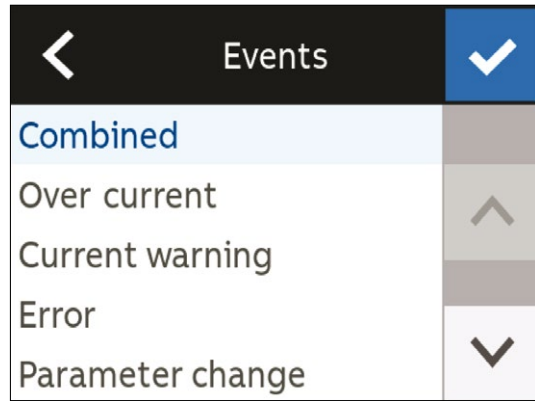 Events
Combined
Over current
Current warning
Error
Parameter change